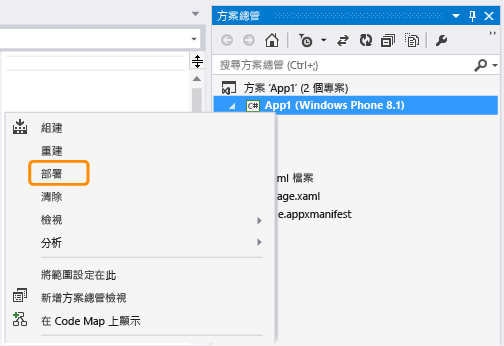 方案總管
搜尋方案總管 (Ctrl+;)
方案 'App1' (2 個專案)
C# App1 (Windows Phone 8.1)
ml 檔案
age.xaml
e.appxmanifest
組建
重建
部署
清除
檢視
分析
將範圍設定在此
新增方案總管檢視
在 Code Map 上顯示